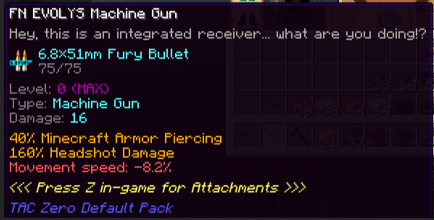 FN EVOLYS Machine Gun
Hey, this is an integrated receiver... what are you doing!?
6.8×51mm Fury Bullet
75/75
Level: 0 (MAX)
Type: Machine Gun
Damage: 16
40% Minecraft Armor Piercing
160% Headshot Damage
Movement speed: -8.2%
<<< Press Z in-game for Attachments >>>
TAC Zero Default Pack